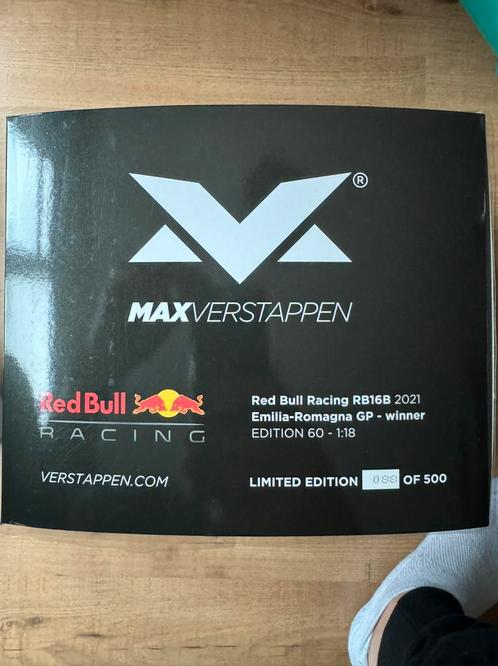 ®
MAXVERSTAPPEN
Red Bull
RACING
Red Bull Racing RB16B 2021
Emilia-Romagna GP - winner
EDITION 60 - 1:18
VERSTAPPEN.COM
LIMITED EDITION 089 OF 500